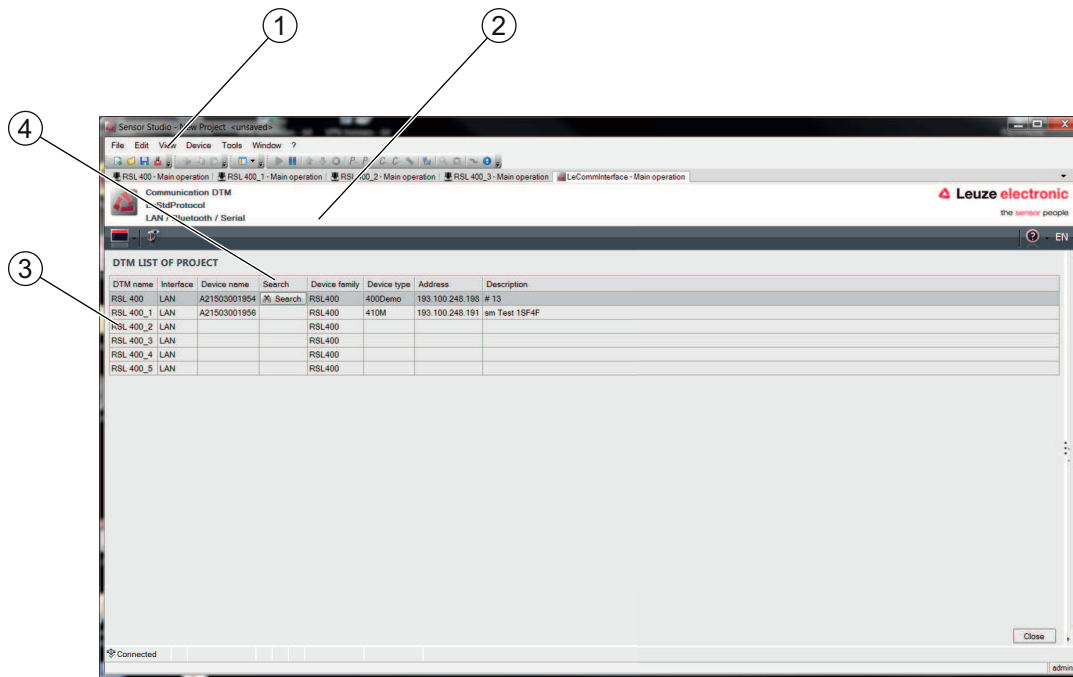 1
2
4
3
Sensor Studio - New Project <unsaved>
File Edit View Device Tools Window ?
RSL 400 - Main operation RSL 400_1 - Main operation RSL 400_2 - Main operation RSL 400_3 - Main operation LeCommInterface - Main operation
Communication DTM
LeStdProtocol
LAN / Bluetooth / Serial
Leuze electronic
the sensor people
EN
DTM LIST OF PROJECT
DTM name Interface Device name Search Device family Device type Address Description
RSL 400 LAN A21503001954 Search RSL400 400Demo 193.100.248.198 # 13
RSL 400_1 LAN A21503001956 RSL400 410M 193.100.248.191 sm Test 1SF4F
RSL 400_2 LAN RSL400
RSL 400_3 LAN RSL400
RSL 400_4 LAN RSL400
RSL 400_5 LAN RSL400
Close
Connected
admin